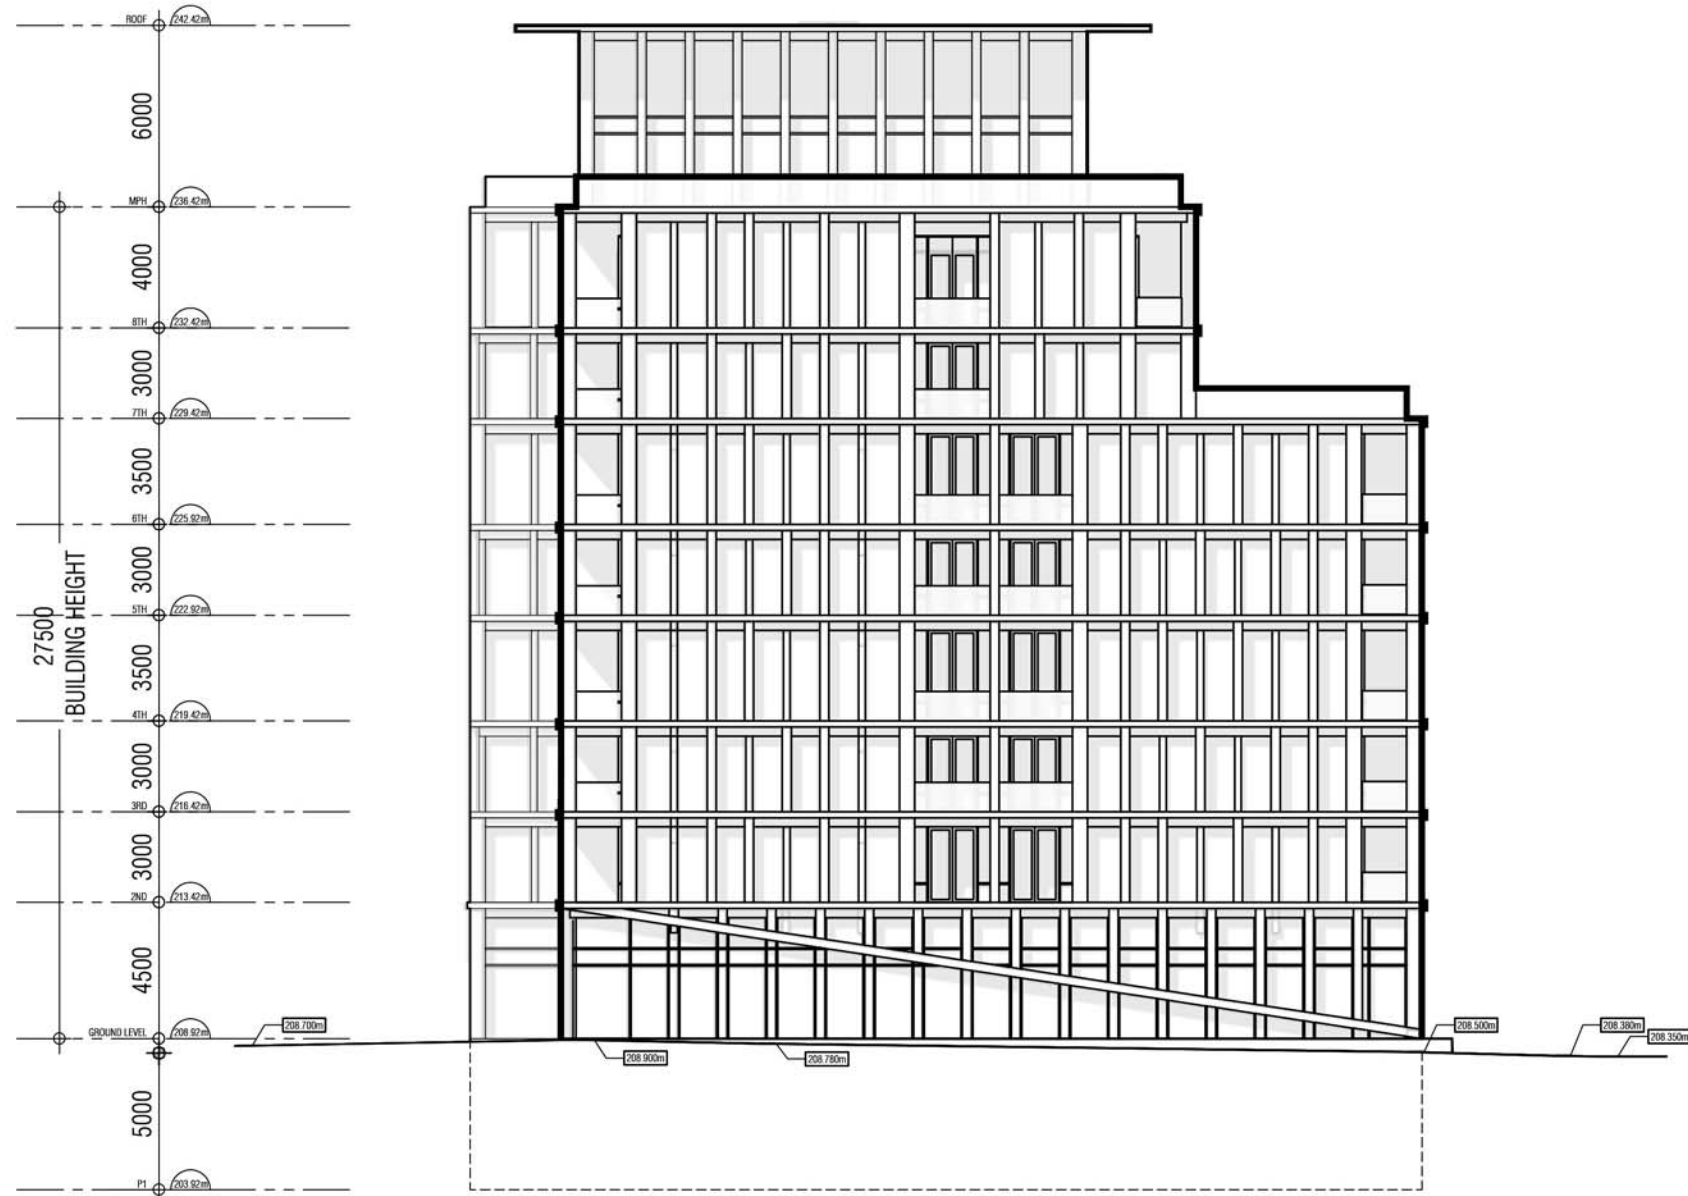 ROOF 242.42m
6000
MPH 236.42m
4000
8TH 232.42m
3000
7TH 229.42m
3500
6TH 225.92m
3000
5TH 222.92m
27500
BUILDING HEIGHT
3500
4TH 219.42m
3000
3RD 216.42m
3000
2ND 213.42m
4500
GROUND LEVEL 208.92m
208.700m
208.900m
208.780m
208.500m
208.380m
208.350m
5000
P1 203.92m